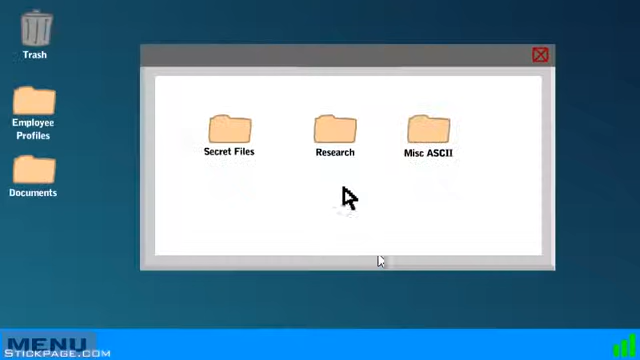 Trash
Employee
Profiles
Documents
Secret Files
Research
Misc ASCII
MENU
STICKPAGE.COM